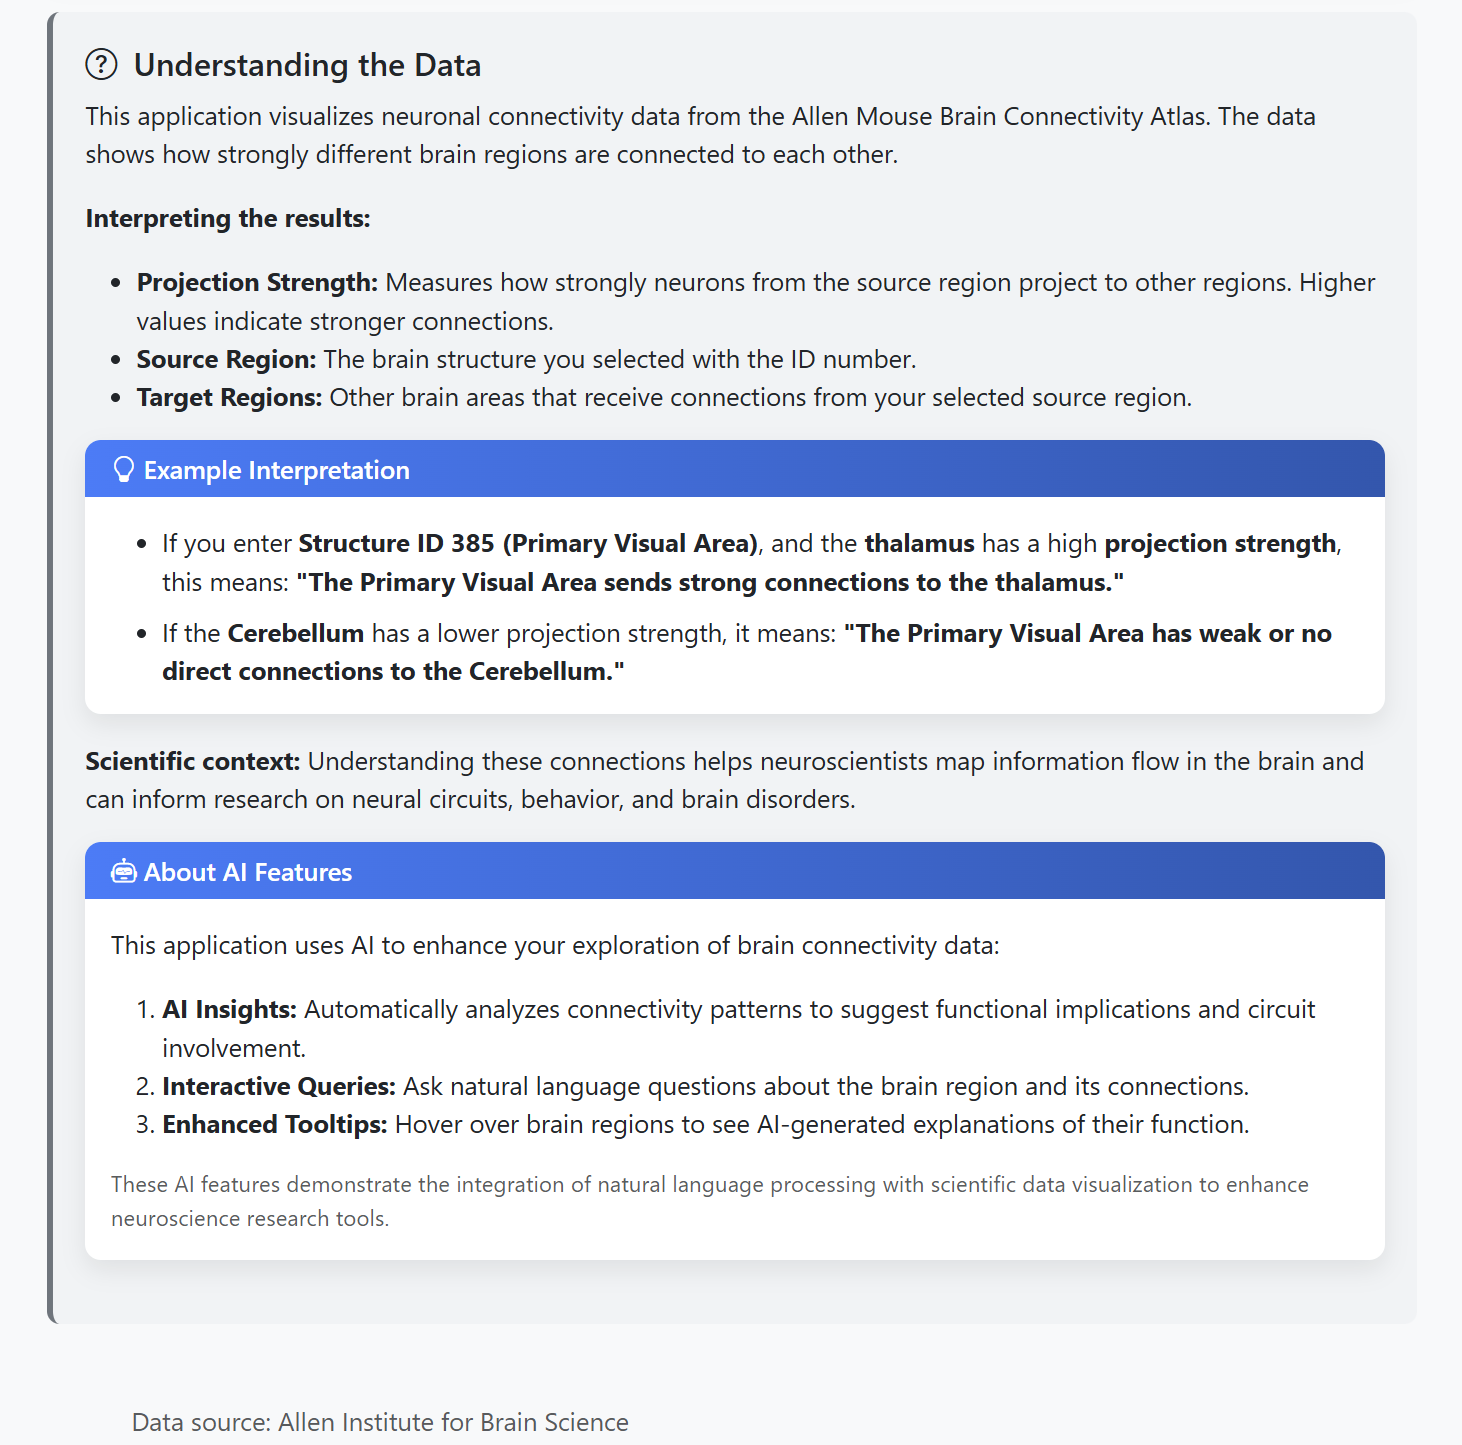 Understanding the Data
This application visualizes neuronal connectivity data from the Allen Mouse Brain Connectivity Atlas. The data
shows how strongly different brain regions are connected to each other.
Interpreting the results:
• Projection Strength: Measures how strongly neurons from the source region project to other regions. Higher
values indicate stronger connections.
• Source Region: The brain structure you selected with the ID number.
• Target Regions: Other brain areas that receive connections from your selected source region.
Example Interpretation
• If you enter Structure ID 385 (Primary Visual Area), and the thalamus has a high projection strength,
this means: "The Primary Visual Area sends strong connections to the thalamus."
• If the Cerebellum has a lower projection strength, it means: "The Primary Visual Area has weak or no
direct connections to the Cerebellum."
Scientific context: Understanding these connections helps neuroscientists map information flow in the brain and
can inform research on neural circuits, behavior, and brain disorders.
About AI Features
This application uses AI to enhance your exploration of brain connectivity data:
1. AI Insights: Automatically analyzes connectivity patterns to suggest functional implications and circuit
involvement.
2. Interactive Queries: Ask natural language questions about the brain region and its connections.
3. Enhanced Tooltips: Hover over brain regions to see AI-generated explanations of their function.
These AI features demonstrate the integration of natural language processing with scientific data visualization to enhance
neuroscience research tools.
Data source: Allen Institute for Brain Science